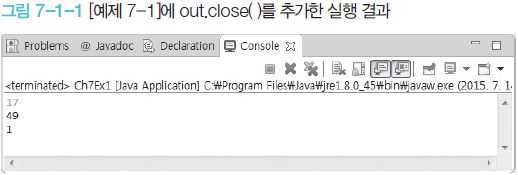 그림 7-1-1 [예제 7-1]에 out.close( )를 추가한 실행 결과
Problems @ Javadoc Declaration Console
<terminated> Ch7Ex1 [Java Application] C:₩Program Files₩Java₩jre1.8.0_45₩bin₩javaw.exe (2015. 7. 14
17
49
1